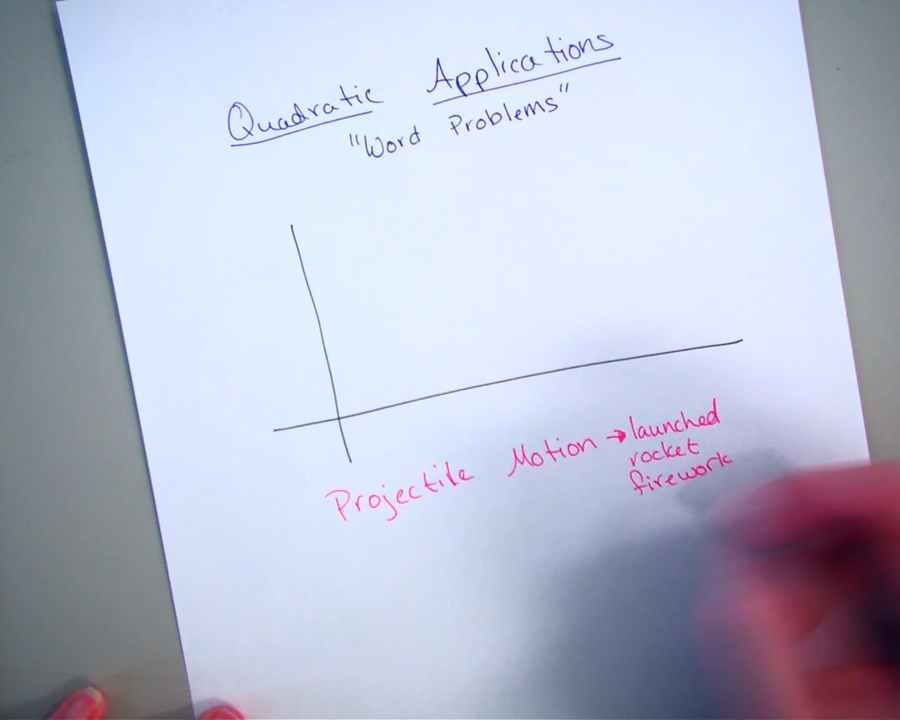 Quadratic Applications
"Word Problems"
Projectile Motion → launched
rocket
firework